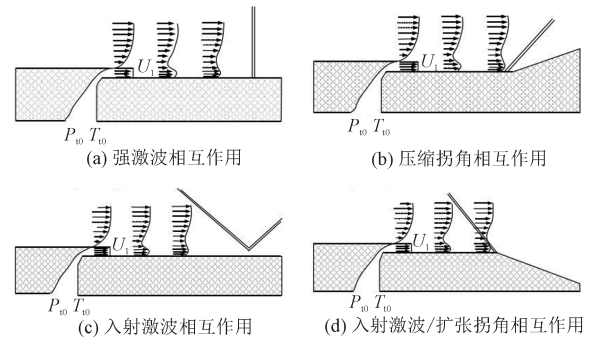 U₁
Pt0 Tt0
(a) 强激波相互作用
U₁
Pt0 Tt0
(b) 压缩拐角相互作用
U₁
Pt0 Tt0
(c) 入射激波相互作用
U₁
Pt0 Tt0
(d) 入射激波/扩张拐角相互作用